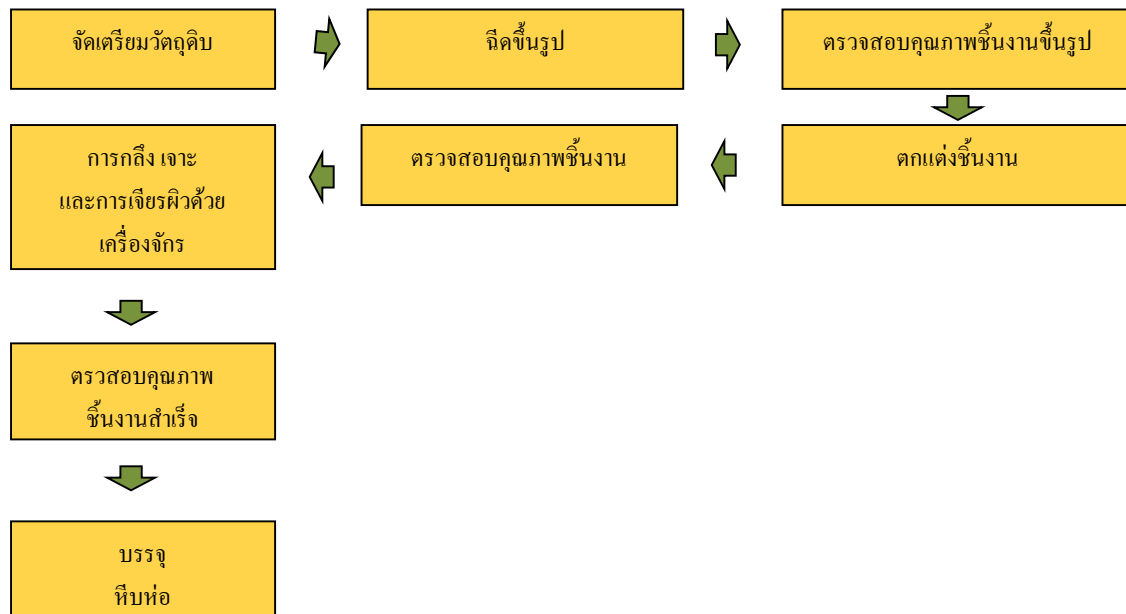 จัดเตรียมวัตถุดิบ
ฉีดขึ้นรูป
ตรวจสอบคุณภาพชิ้นงานขึ้นรูป
ตกแต่งชิ้นงาน
ตรวจสอบคุณภาพชิ้นงาน
การกลึง เจาะ
และการเจียรผิวด้วย
เครื่องจักร
ตรวสอบคุณภาพ
ชิ้นงานสำเร็จ
บรรจุ
หีบห่อ